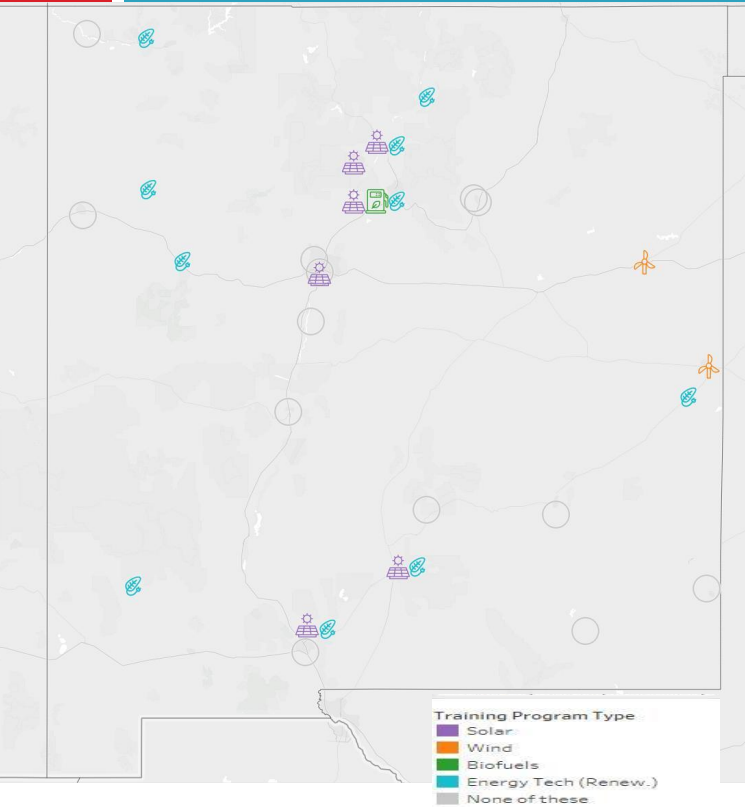 Training Program Type
Solar
Wind
Biofuels
Energy Tech (Renew.)
None of these